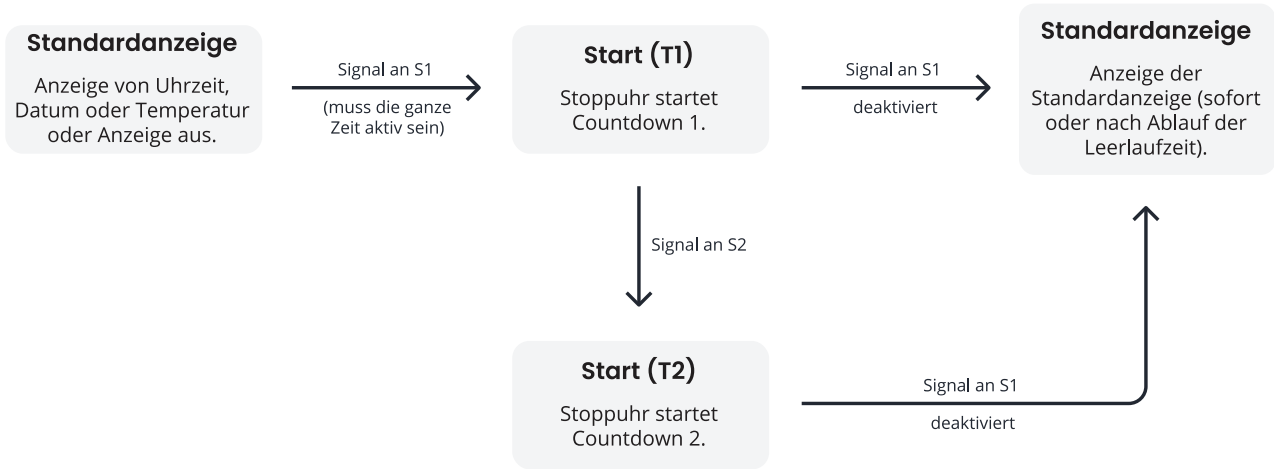 Standardanzeige
Anzeige von Uhrzeit,
Datum oder Temperatur
oder Anzeige aus.
Signal an S1
(muss die ganze
Zeit aktiv sein)
Start (T1)
Stoppuhr startet
Countdown 1.
Signal an S1
deaktiviert
Standardanzeige
Anzeige der
Standardanzeige (sofort
oder nach Ablauf der
Leerlaufzeit).
Signal an S2
Start (T2)
Stoppuhr startet
Countdown 2.
Signal an S1
deaktiviert